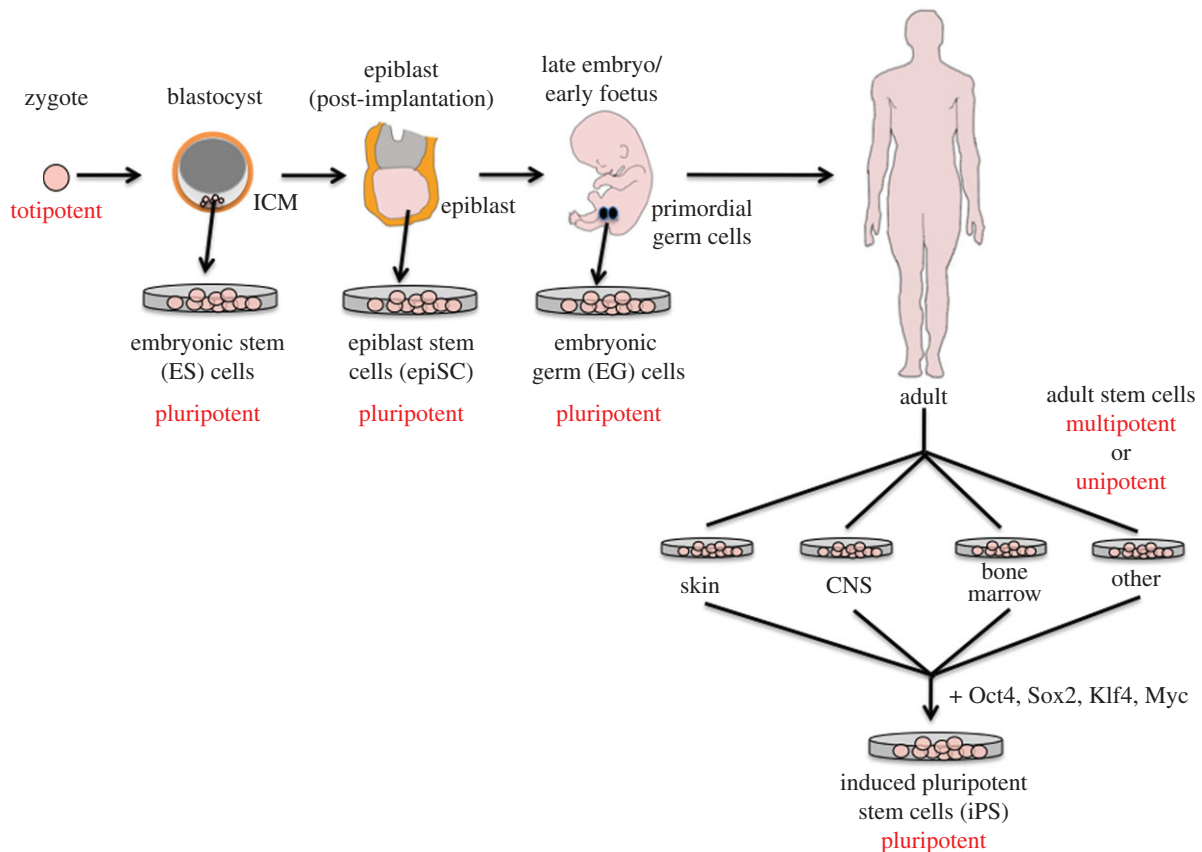 zygote
totipotent
blastocyst
ICM
embryonic stem
(ES) cells
pluripotent
epiblast
(post-implantation)
epiblast
epiblast stem
cells (epiSC)
pluripotent
late embryo/
early foetus
primordial
germ cells
embryonic
germ (EG) cells
pluripotent
adult
adult stem cells
multipotent
or
unipotent
skin
CNS
bone
marrow
other
+ Oct4, Sox2, Klf4, Myc
induced pluripotent
stem cells (iPS)
pluripotent